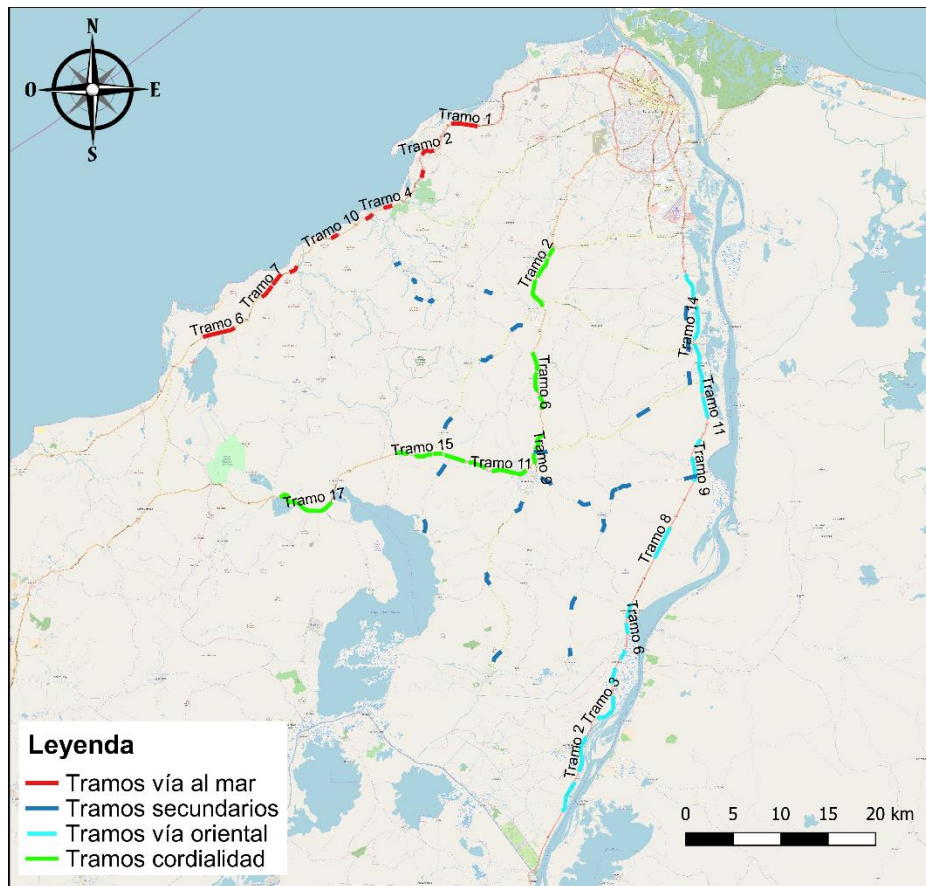 N
O E
S
Tramo 1
Tramo 2
Tramo 4
Tramo 10
Tramo 7
Tramo 6
Tramo 2
Tramo 14
Tramo 6
Tramo 11
Tramo 15
Tramo 11
Tramo 9
Tramo 9
Tramo 17
Tramo 8
Tramo 6
Tramo 3
Tramo 2
Leyenda
Tramos vía al mar
Tramos secundarios
Tramos vía oriental
Tramos cordialidad
0 5 10 15 20 km